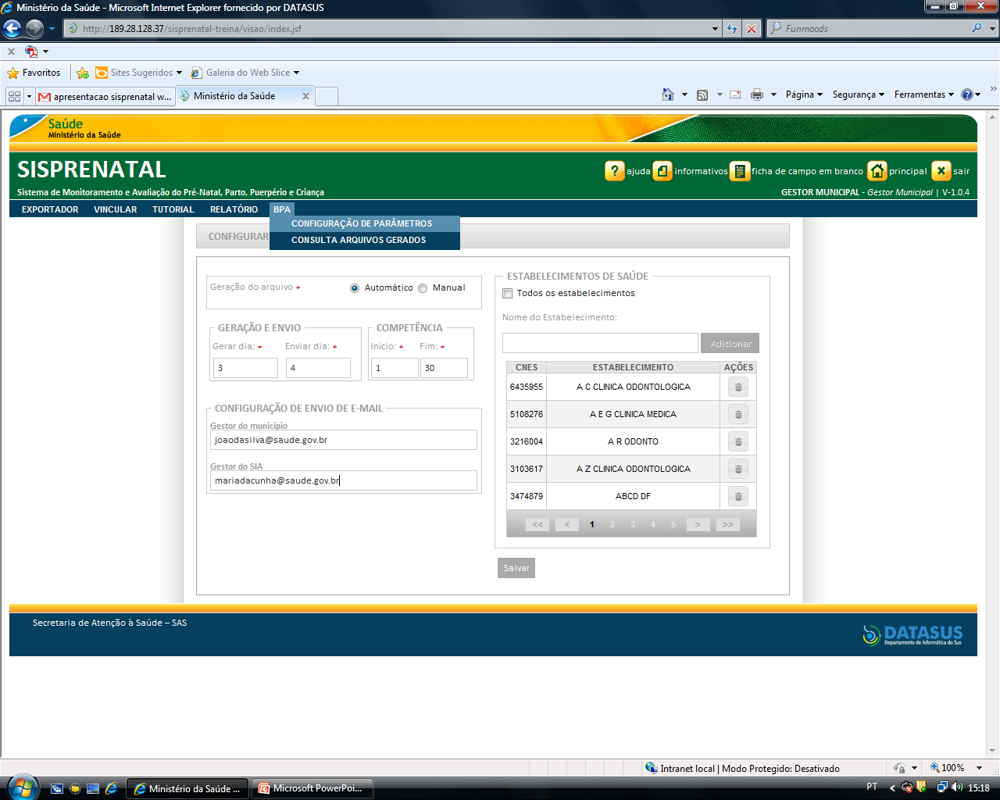 Ministério da Saúde - Microsoft Internet Explorer fornecido por DATASUS
http://189.28.128.37/sisprenatal-treina/visao/index.jsf
Funmoods
Favoritos
Sites Sugeridos
Galeria do Web Slice
apresentacao sisprenatal w...
Ministério da Saúde
Página
Segurança
Ferramentas
Saúde
Ministério da Saúde
SISPRENATAL
ajuda
informativos
ficha de campo em branco
principal
sair
Sistema de Monitoramento e Avaliação do Pré-Natal, Parto, Puerpério e Criança
GESTOR MUNICIPAL - Gestor Municipal | V-1.0.4
EXPORTADOR
VINCULAR
TUTORIAL
RELATÓRIO
BPA
CONFIGURAÇÃO DE PARÂMETROS
CONSULTA ARQUIVOS GERADOS
CONFIGURAR
Geração do arquivo *
Automático
Manual
GERAÇÃO E ENVIO
Gerar dia: *
Enviar dia: *
3
4
COMPETÊNCIA
Início: *
Fim: *
1
30
CONFIGURAÇÃO DE ENVIO DE E-MAIL
Gestor do município
joaodasilva@saude.gov.br
Gestor do SIA
mariadacunha@saude.gov.br
ESTABELECIMENTOS DE SAÚDE
Todos os estabelecimentos
Nome do Estabelecimento:
Adicionar
CNES ESTABELECIMENTO AÇÕES
6435955 A C CLINICA ODONTOLOGICA
5108276 A E G CLINICA MEDICA
3216004 A R ODONTO
3103617 A Z CLINICA ODONTOLOGICA
3474879 ABCD DF
<< < 1 2 3 4 5 > >>
Salvar
Secretaria de Atenção à Saúde – SAS
DATASUS
Departamento de Informática do Sus
Intranet local | Modo Protegido: Desativado
100%
Ministério da Saúde ...
Microsoft PowerPoi...
PT
15:18